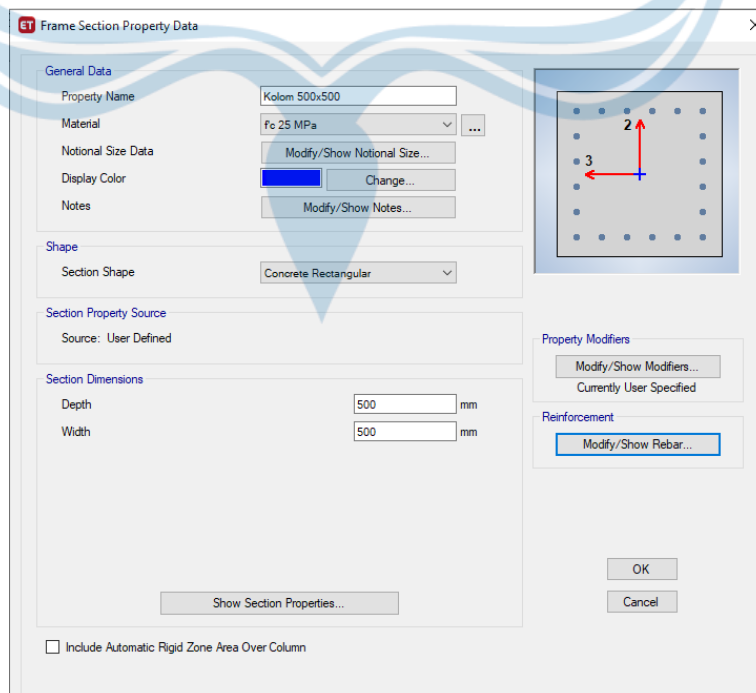 ET Frame Section Property Data
General Data
Property Name Kolom 500x500
Material f'c 25 MPa ...
Notional Size Data Modify/Show Notional Size...
Display Color Change...
Notes Modify/Show Notes...
2
3
Shape
Section Shape Concrete Rectangular
Section Property Source
Source: User Defined
Property Modifiers
Modify/Show Modifiers...
Currently User Specified
Section Dimensions
Depth 500 mm
Width 500 mm
Reinforcement
Modify/Show Rebar...
OK
Show Section Properties... Cancel
Include Automatic Rigid Zone Area Over Column